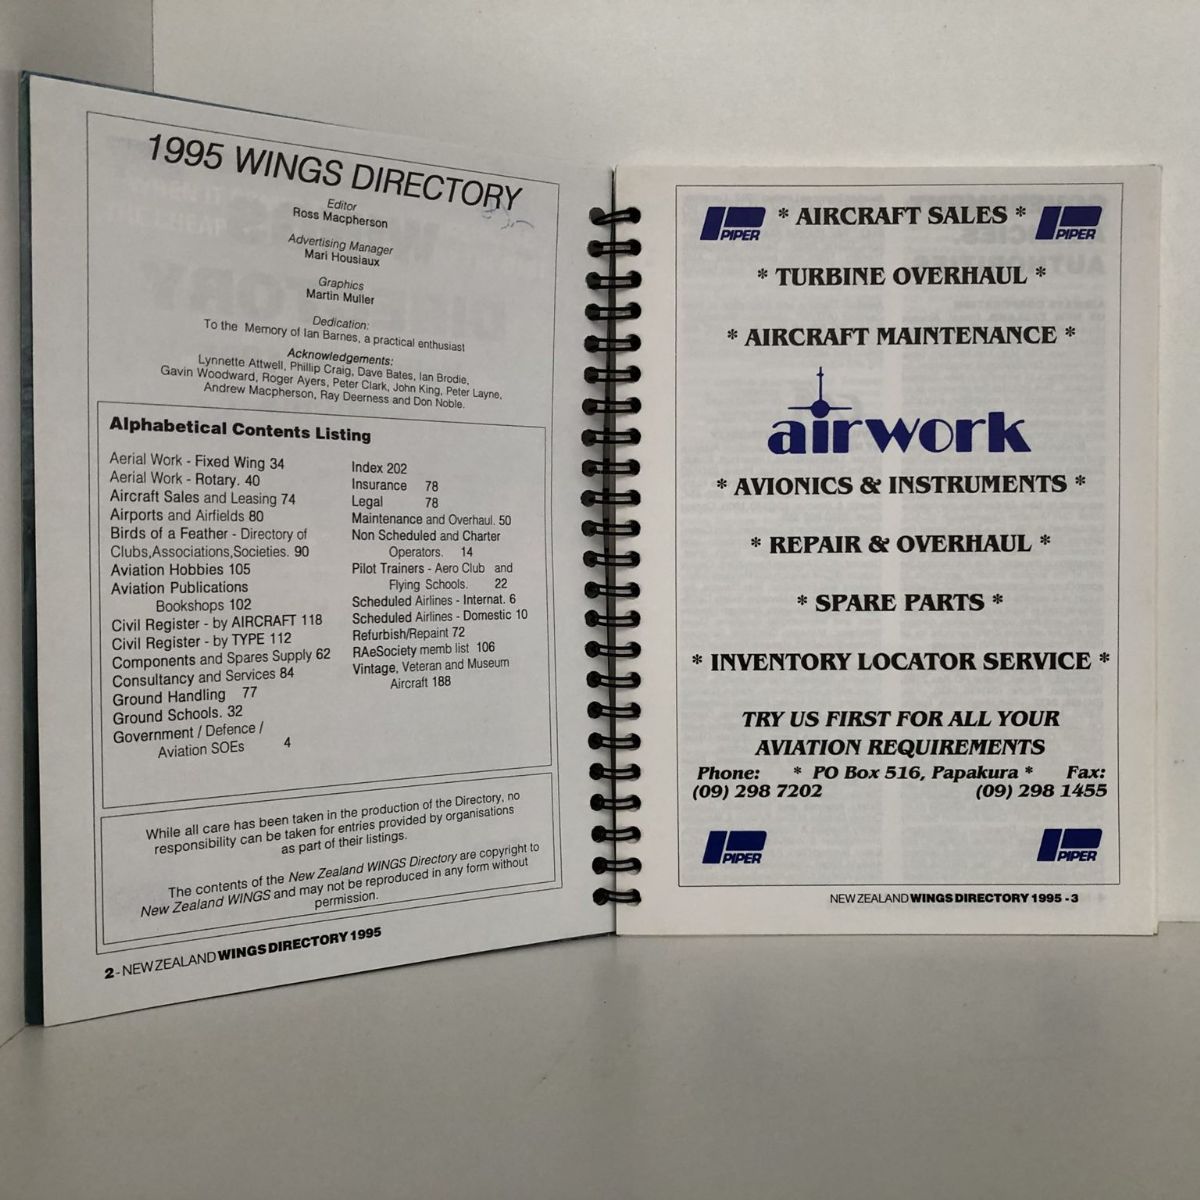 1995 WINGS DIRECTORY
Editor
Ross Macpherson
Advertising Manager
Mari Housiaux
Graphics
Martin Muller
Dedication:
To the Memory of Ian Barnes, a practical enthusiast
Acknowledgements:
Lynnette Attwell, Phillip Craig, Dave Bates, Ian Brodie,
Gavin Woodward, Roger Ayers, Peter Clark, John King, Peter Layne,
Andrew Macpherson, Ray Deerness and Don Noble.
Alphabetical Contents Listing
Aerial Work - Fixed Wing 34
Aerial Work - Rotary. 40
Aircraft Sales and Leasing 74
Airports and Airfields 80
Birds of a Feather - Directory of
Clubs,Associations,Societies. 90
Aviation Hobbies 105
Aviation Publications
Bookshops 102
Civil Register - by AIRCRAFT 118
Civil Register - by TYPE 112
Components and Spares Supply 62
Consultancy and Services 84
Ground Handling 77
Ground Schools. 32
Government / Defence /
Aviation SOEs 4
Index 202
Insurance 78
Legal 78
Maintenance and Overhaul. 50
Non Scheduled and Charter
Operators. 14
Pilot Trainers - Aero Club and
Flying Schools. 22
Scheduled Airlines - Internat. 6
Scheduled Airlines - Domestic 10
Refurbish/Repaint 72
RAeSociety memb list 106
Vintage, Veteran and Museum
Aircraft 188
While all care has been taken in the production of the Directory, no
responsibility can be taken for entries provided by organisations
as part of their listings.
The contents of the New Zealand WINGS Directory are copyright to
New Zealand WINGS and may not be reproduced in any form without
permission.
2 - NEW ZEALAND WINGS DIRECTORY 1995
PIPER * AIRCRAFT SALES * PIPER
* TURBINE OVERHAUL *
* AIRCRAFT MAINTENANCE *
airwork
* AVIONICS & INSTRUMENTS *
* REPAIR & OVERHAUL *
* SPARE PARTS *
* INVENTORY LOCATOR SERVICE *
TRY US FIRST FOR ALL YOUR
AVIATION REQUIREMENTS
Phone: * PO Box 516, Papakura * Fax:
(09) 298 7202 (09) 298 1455
PIPER PIPER
NEW ZEALAND WINGS DIRECTORY 1995 - 3